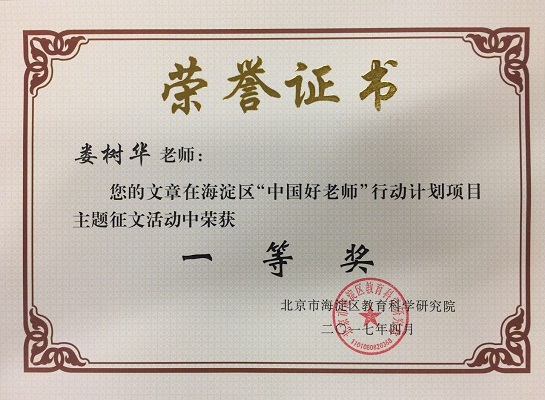 荣誉证书
娄树华 老师：
您的文章在海淀区“中国好老师”行动计划项目
主题征文活动中荣获
一 等 奖
北京市海淀区教育科学研究院
二〇一七年四月